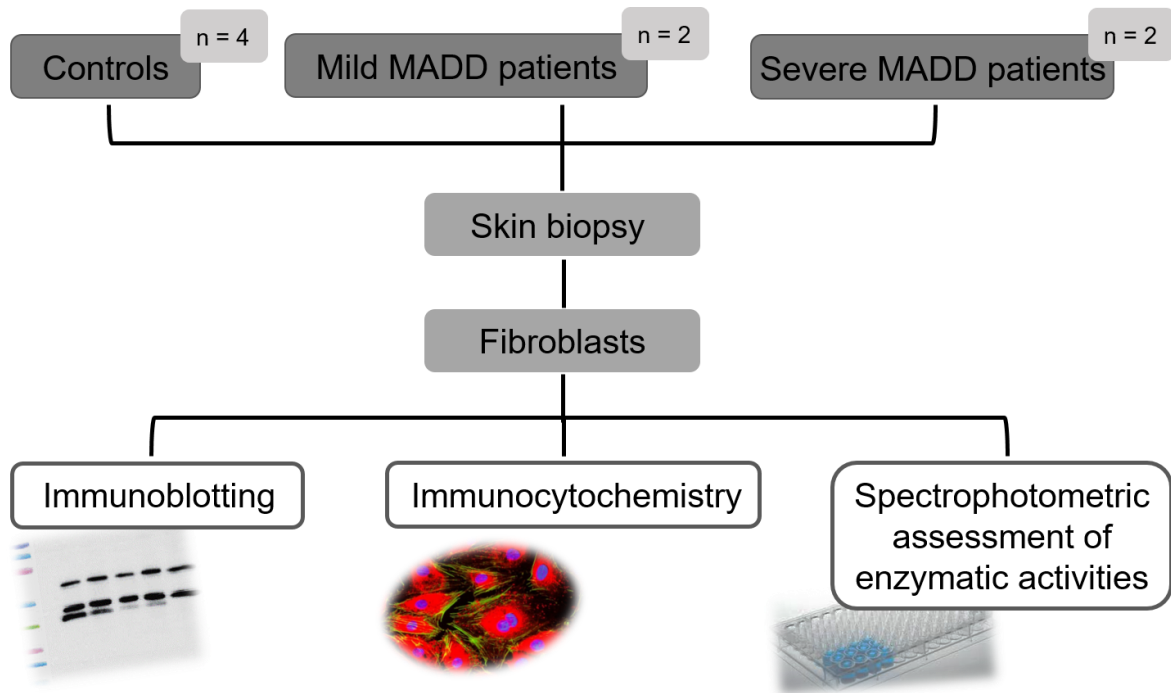 n = 4
n = 2
n = 2
Controls
Mild MADD patients
Severe MADD patients
Skin biopsy
Fibroblasts
Immunoblotting
Immunocytochemistry
Spectrophotometric
assessment of
enzymatic activities